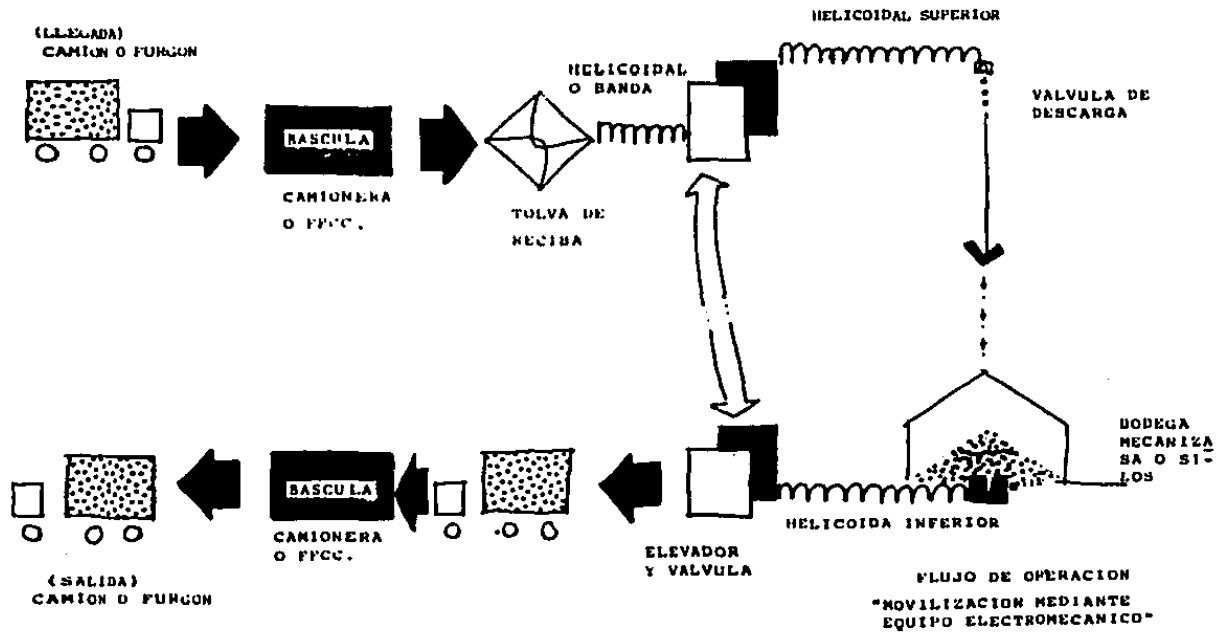 (LLEGADA)
CAMION O FURGON
HELICOIDAL SUPERIOR
HELICOIDAL
O BANDA
VALVULA DE
DESCARGA
BASCULA
CAMIONERA
O FFCC.
TOLVA DE
RECIBA
BODEGA
MECANIZA
SA O SI-
LOS
BASCULA
CAMIONERA
O FFCC.
HELICOIDA INFERIOR
ELEVADOR
Y VALVULA
(SALIDA)
CAMION O FURGON
FLUJO DE OPERACION
"MOVILIZACION MEDIANTE
EQUIPO ELECTROMECANICO"